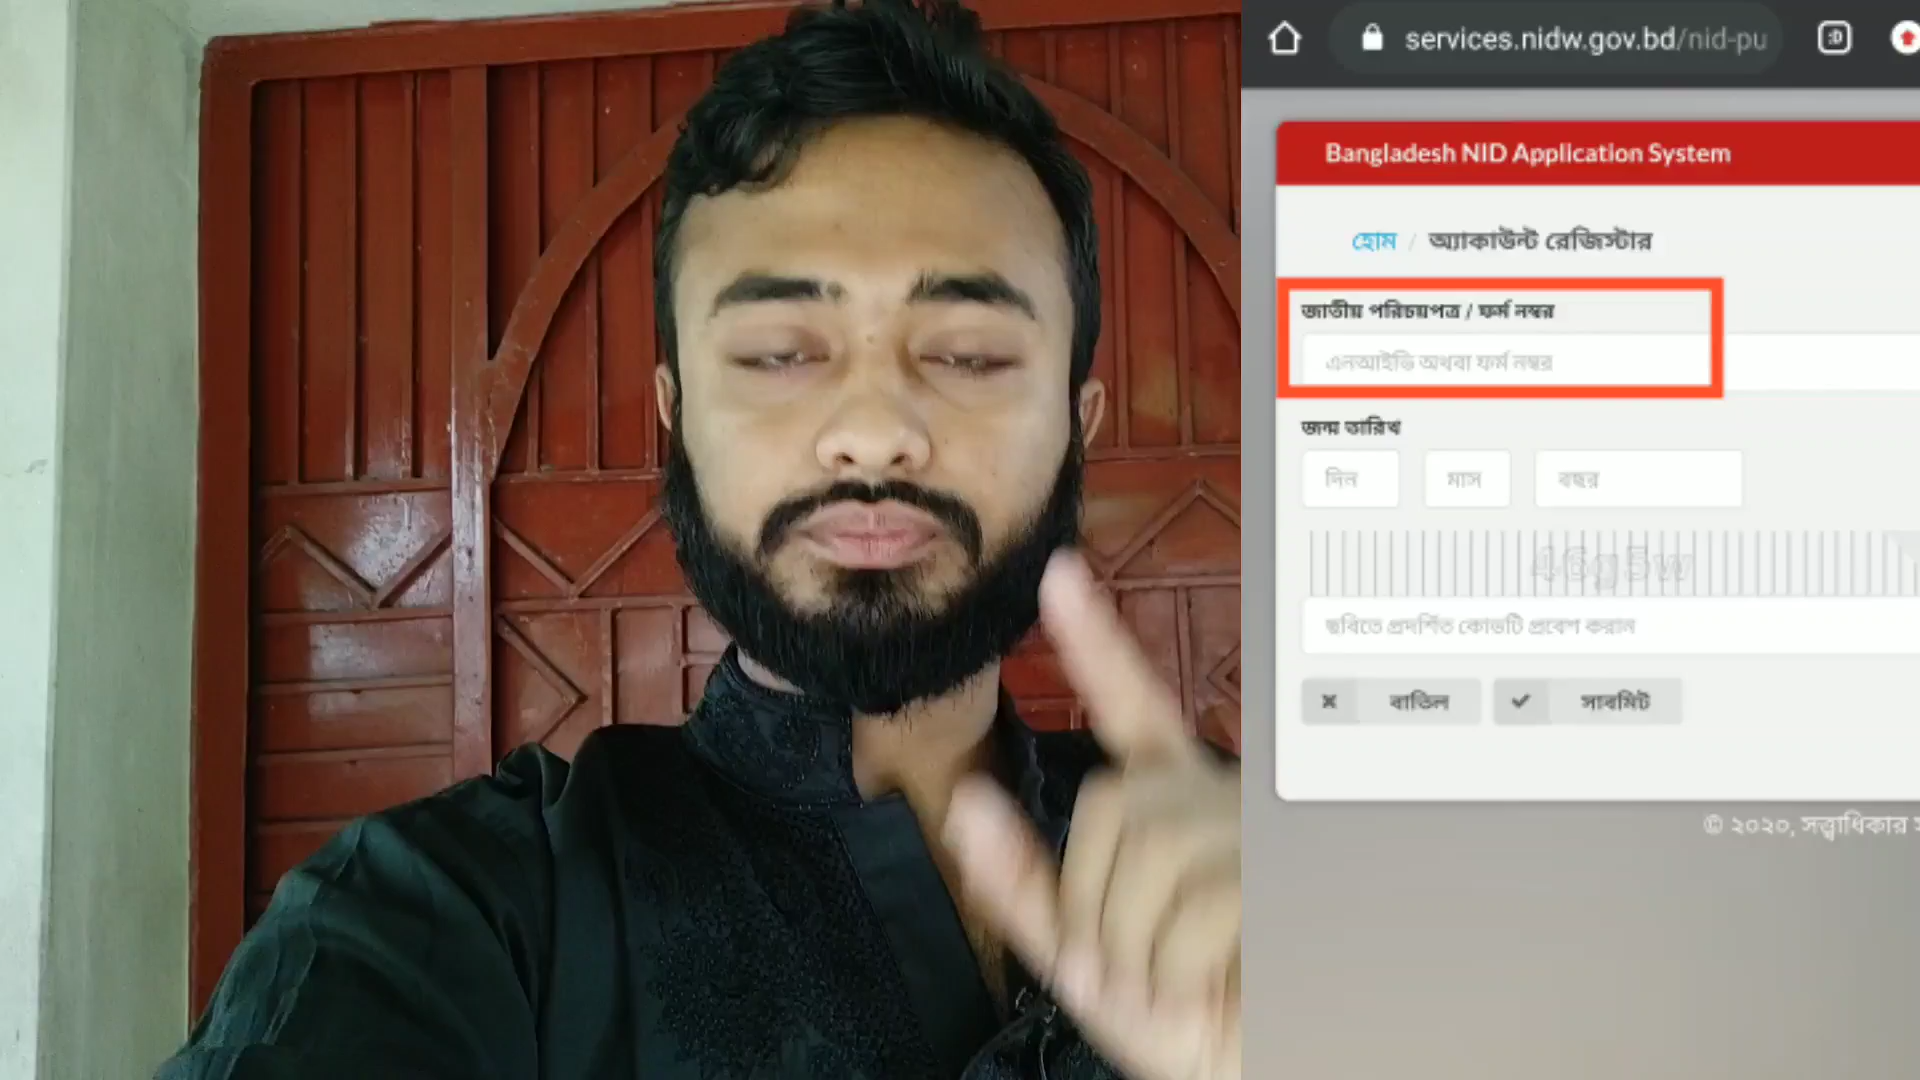 services.nidw.gov.bd/nid-pu
Bangladesh NID Application System
হোম / অ্যাকাউন্ট রেজিস্টার
জাতীয় পরিচয়পত্র / ফর্ম নম্বর
এনআইডি অথবা ফর্ম নম্বর
জন্ম তারিখ
দিন মাস বছর
46g5w
ছবিতে প্রদর্শিত কোডটি প্রবেশ করান
বাতিল সাবমিট
© ২০২০, সত্ত্বাধিকার